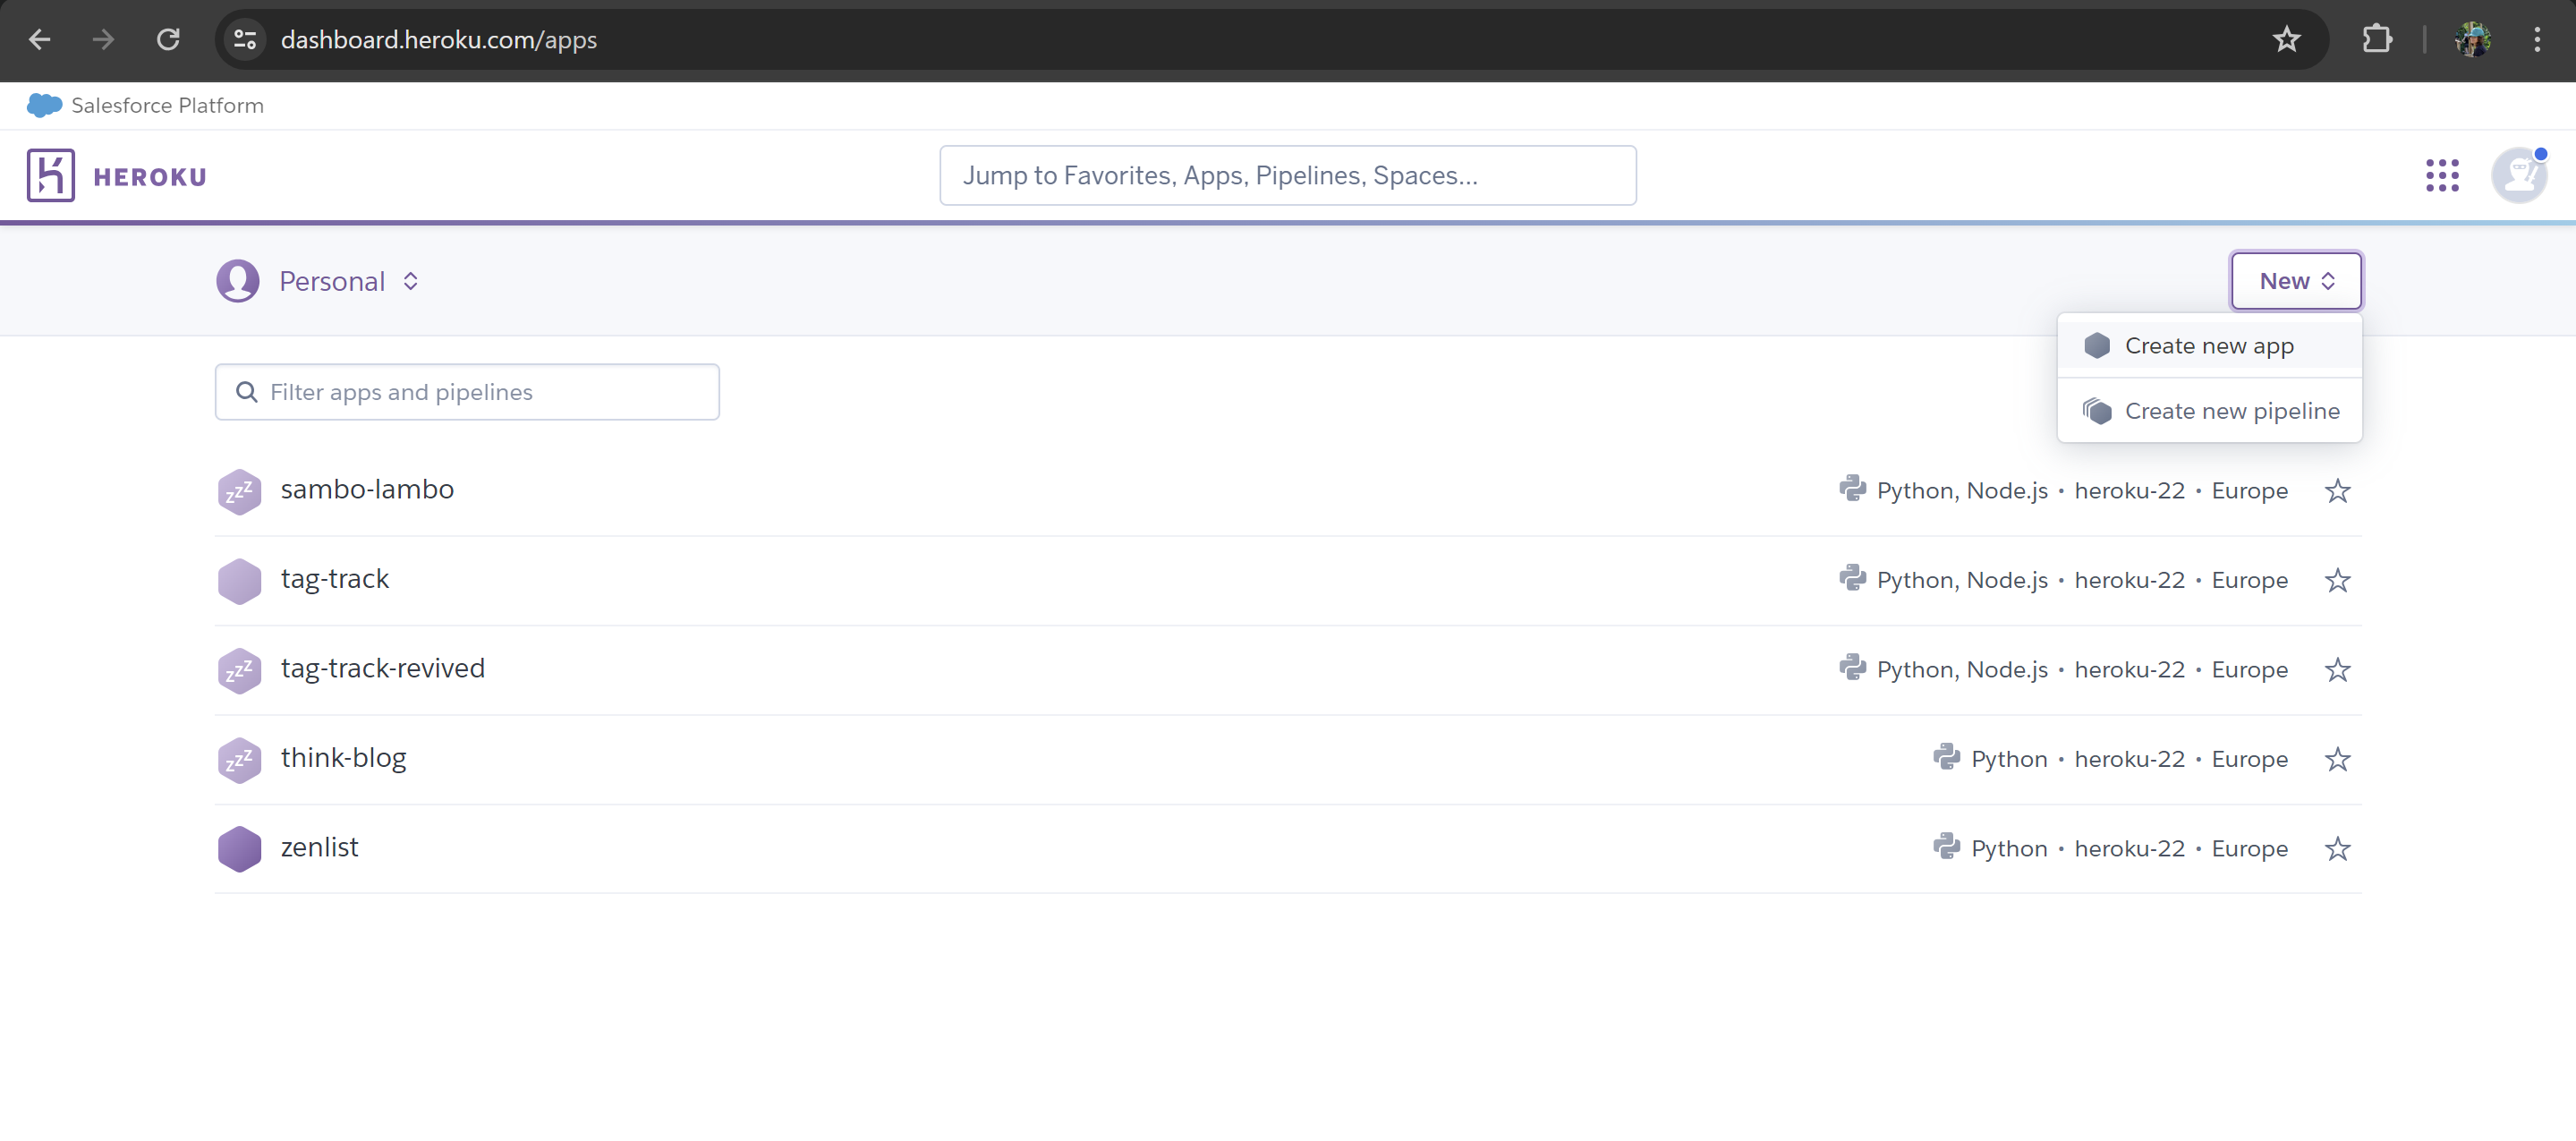 dashboard.heroku.com/apps
Salesforce Platform
HEROKU
Jump to Favorites, Apps, Pipelines, Spaces...
Personal
New
Create new app
Create new pipeline
Filter apps and pipelines
zzz sambo-lambo Python, Node.js • heroku-22 • Europe
tag-track Python, Node.js • heroku-22 • Europe
zzz tag-track-revived Python, Node.js • heroku-22 • Europe
zzz think-blog Python • heroku-22 • Europe
zenlist Python • heroku-22 • Europe